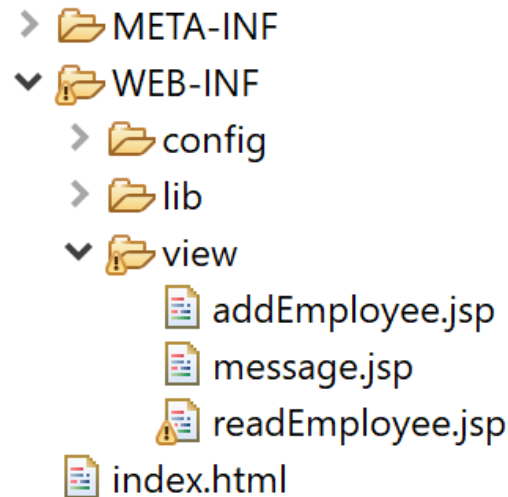 META-INF
WEB-INF
config
lib
view
addEmployee.jsp
message.jsp
readEmployee.jsp
index.html